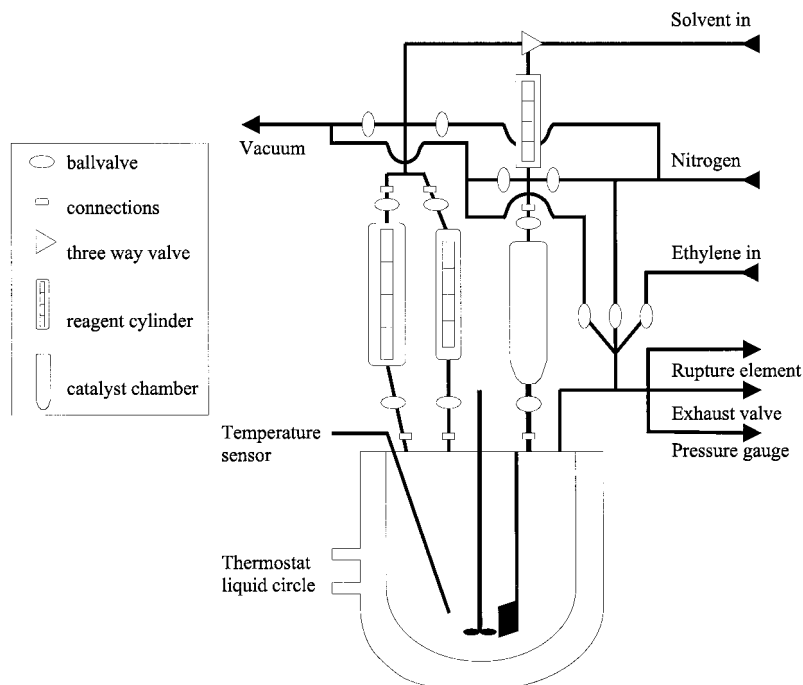 Solvent in
Vacuum
Nitrogen
ballvalve
connections
three way valve
reagent cylinder
catalyst chamber
Ethylene in
Rupture element
Exhaust valve
Pressure gauge
Temperature
sensor
Thermostat
liquid circle